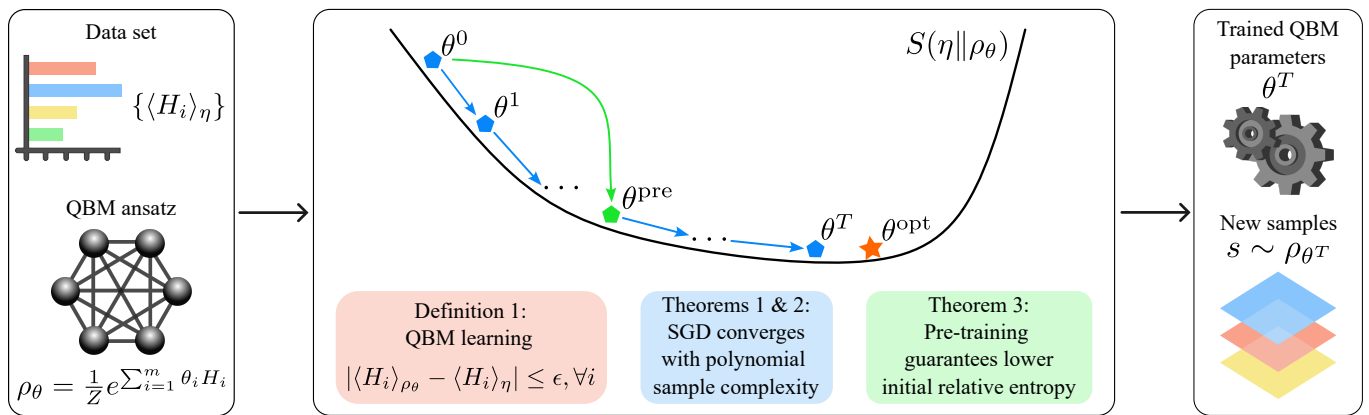 Data set
{⟨H_i⟩_η}
QBM ansatz
ρ_θ = \frac{1}{Z} e^{\sum_{i=1}^{m} θ_i H_i}
θ^0
S(η‖ρ_θ)
θ^1
...
θ^pre
...
θ^T
θ^opt
Definition 1:
QBM learning
|⟨H_i⟩_{ρ_θ} − ⟨H_i⟩_η| ≤ ϵ, ∀i
Theorems 1 & 2:
SGD converges
with polynomial
sample complexity
Theorem 3:
Pre-training
guarantees lower
initial relative entropy
Trained QBM
parameters
θ^T
New samples
s ∼ ρ_{θ^T}